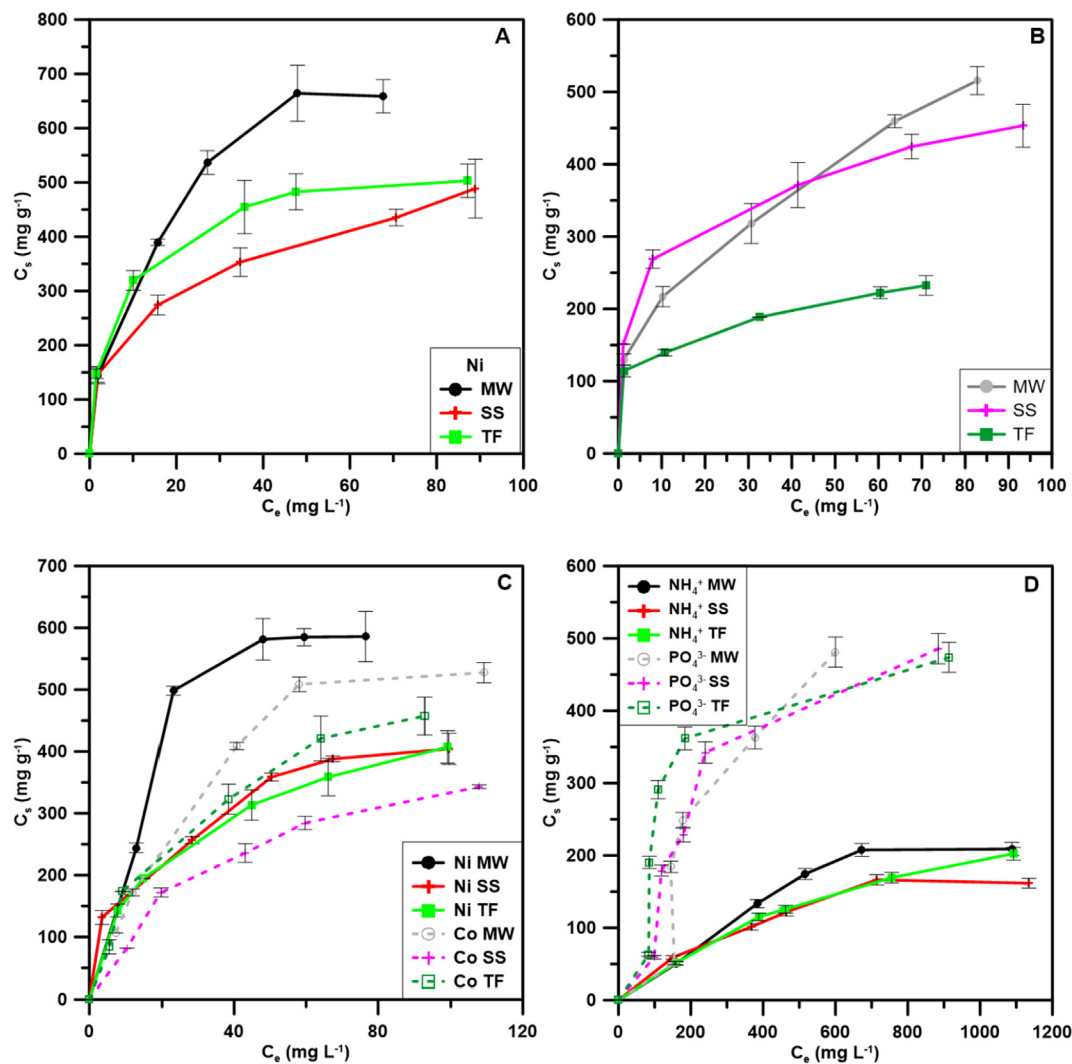 A
800
700
600
500
400
300
200
100
0
Cs (mg g-1)
Ni
MW
SS
TF
0 20 40 60 80 100
Ce (mg L-1)
B
600
500
400
300
200
100
0
Cs (mg g-1)
MW
SS
TF
0 10 20 30 40 50 60 70 80 90 100
Ce (mg L-1)
C
700
600
500
400
300
200
100
0
Cs (mg g-1)
Ni MW
Ni SS
Ni TF
Co MW
Co SS
Co TF
0 40 80 120
Ce (mg L-1)
D
600
500
400
300
200
100
0
Cs (mg g-1)
NH4+ MW
NH4+ SS
NH4+ TF
PO43- MW
PO43- SS
PO43- TF
0 200 400 600 800 1000 1200
Ce (mg L-1)